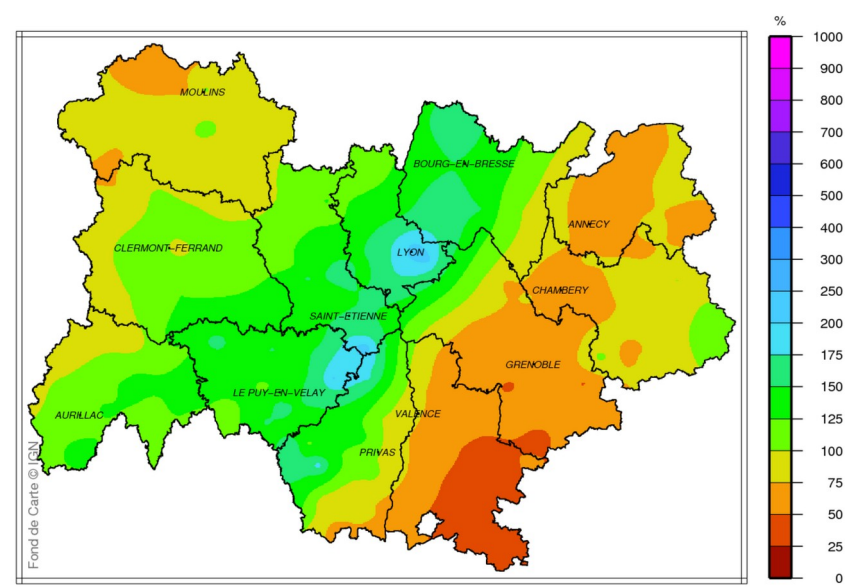 %
MOULINS
BOURG-EN-BRESSE
ANNECY
CLERMONT-FERRAND
LYON
CHAMBERY
SAINT-ETIENNE
GRENOBLE
LE PUY-EN-VELAY
AURILLAC
VALENCE
PRIVAS
Fond de Carte © IGN
1000
900
800
700
600
500
400
300
250
200
175
150
125
100
75
50
25
0